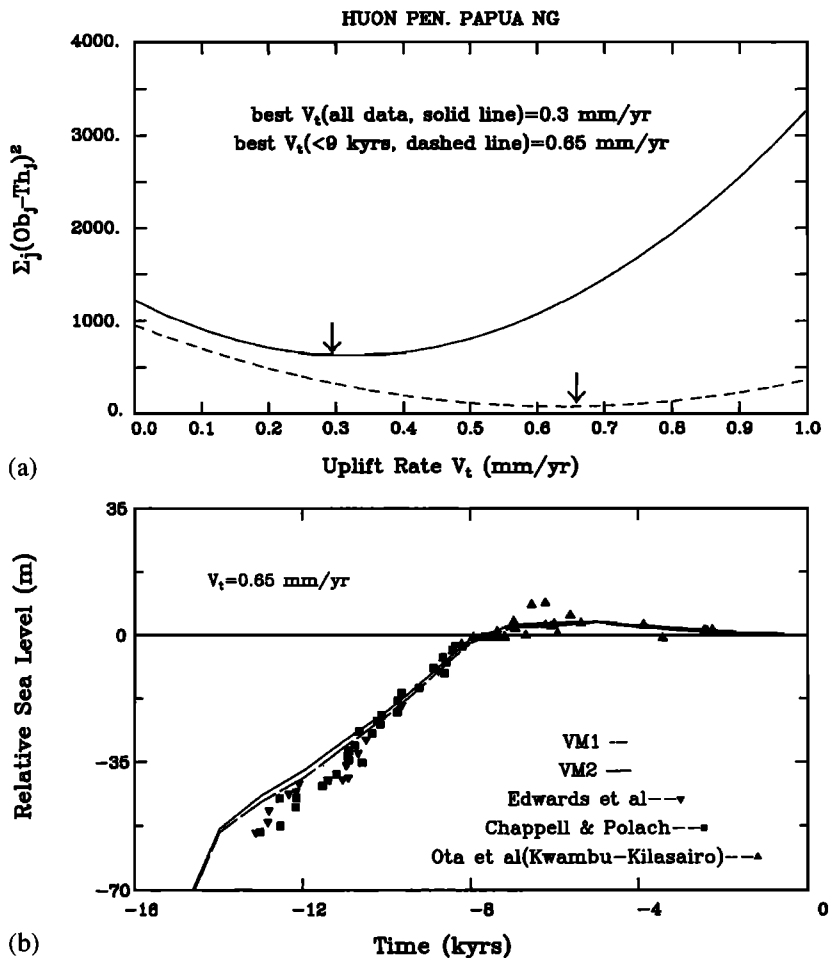 HUON PEN. PAPUA NG
4000.
3000.
2000.
1000.
0.
Σj(Obj−Thj)²
best Vt(all data, solid line)=0.3 mm/yr
best Vt(<9 kyrs, dashed line)=0.65 mm/yr
0.0 0.1 0.2 0.3 0.4 0.5 0.6 0.7 0.8 0.9 1.0
(a)
Uplift Rate Vt (mm/yr)
35
0
−35
−70
Relative Sea Level (m)
Vt=0.65 mm/yr
VM1
VM2
Edwards et al
Chappell & Polach
Ota et al(Kwambu−Kilasairo)
−16 −12 −8 −4 0
(b)
Time (kyrs)